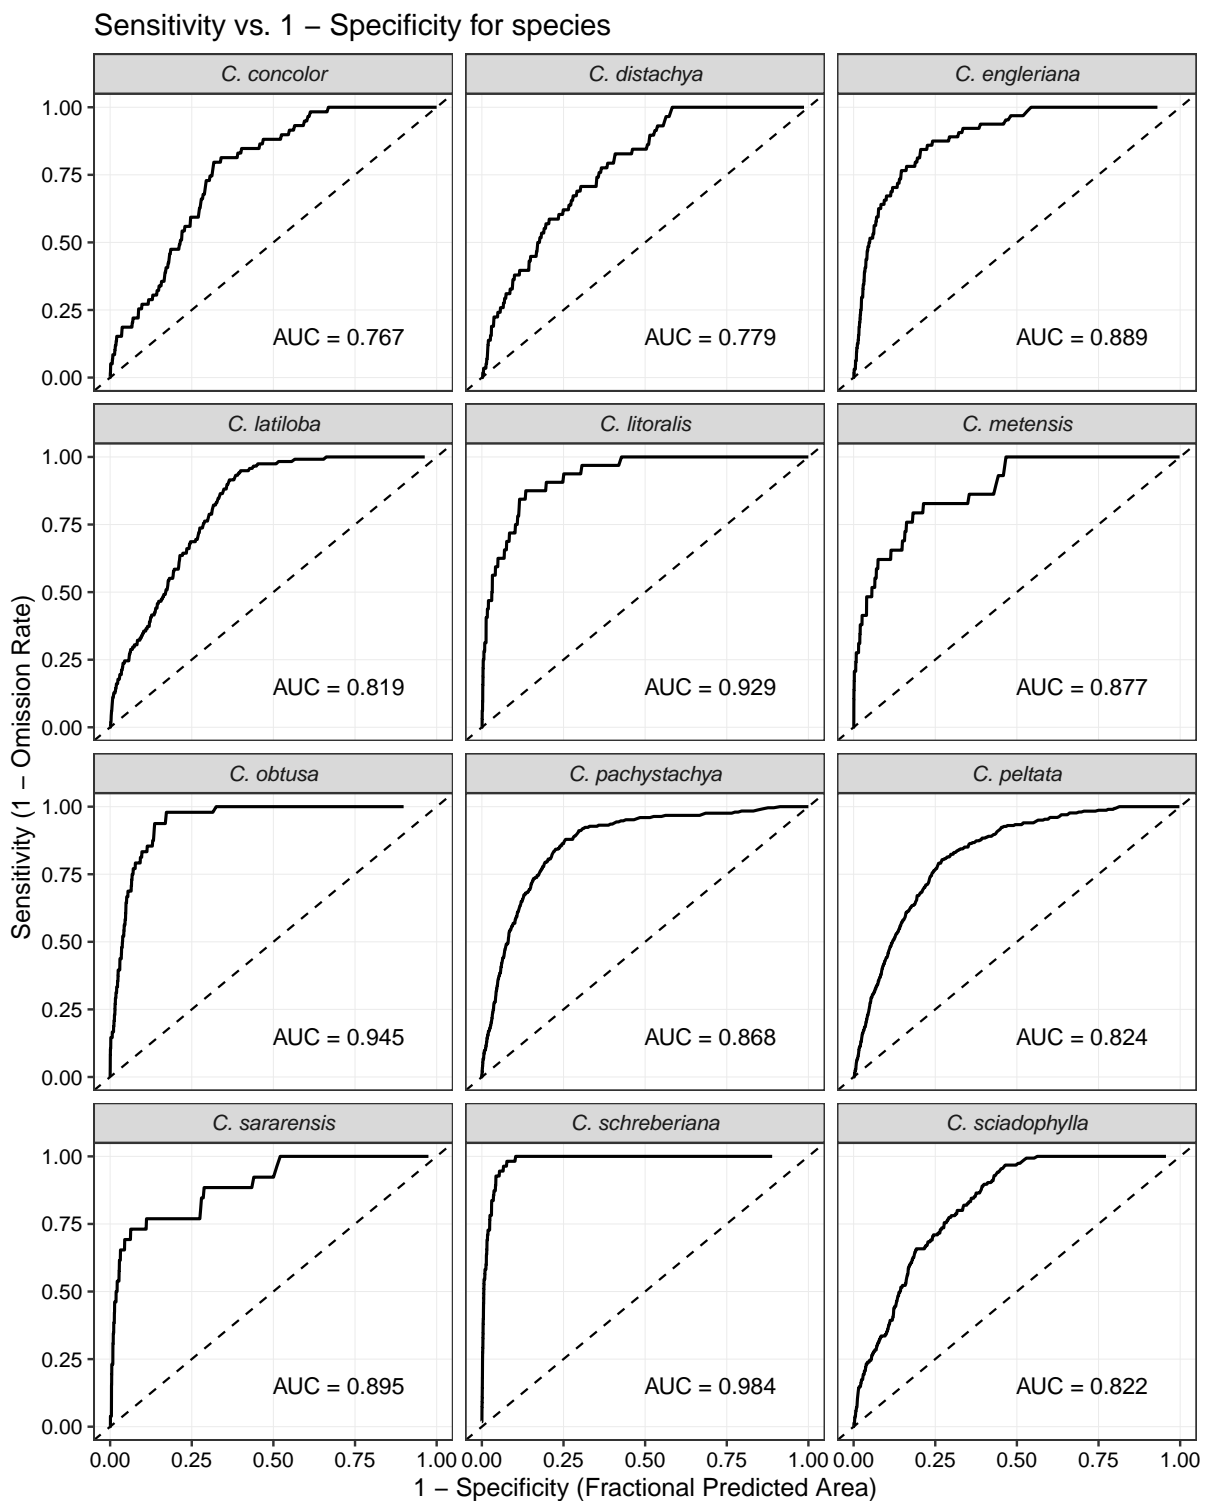 Sensitivity vs. 1 − Specificity for species
C. concolor
C. distachya
C. engleriana
1.00
0.75
0.50
0.25
0.00
AUC = 0.767
AUC = 0.779
AUC = 0.889
C. latiloba
C. litoralis
C. metensis
1.00
0.75
0.50
0.25
0.00
AUC = 0.819
AUC = 0.929
AUC = 0.877
Sensitivity (1 − Omission Rate)
C. obtusa
C. pachystachya
C. peltata
1.00
0.75
0.50
0.25
0.00
AUC = 0.945
AUC = 0.868
AUC = 0.824
C. sararensis
C. schreberiana
C. sciadophylla
1.00
0.75
0.50
0.25
0.00
AUC = 0.895
AUC = 0.984
AUC = 0.822
0.00 0.25 0.50 0.75 1.00 0.00 0.25 0.50 0.75 1.00 0.00 0.25 0.50 0.75 1.00
1 − Specificity (Fractional Predicted Area)